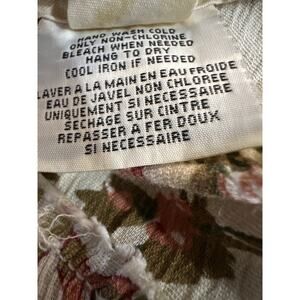 HAND WASH COLD
ONLY NON-CHLORINE
BLEACH WHEN NEEDED
HANG TO DRY
COOL IRON IF NEEDED
LAVER A LA MAIN EN EAU FROIDE
EAU DE JAVEL NON CHLOREE
UNIQUEMENT SI NECESSAIRE
SECHAGE SUR CINTRE
REPASSER A FER DOUX
SI NECESSAIRE